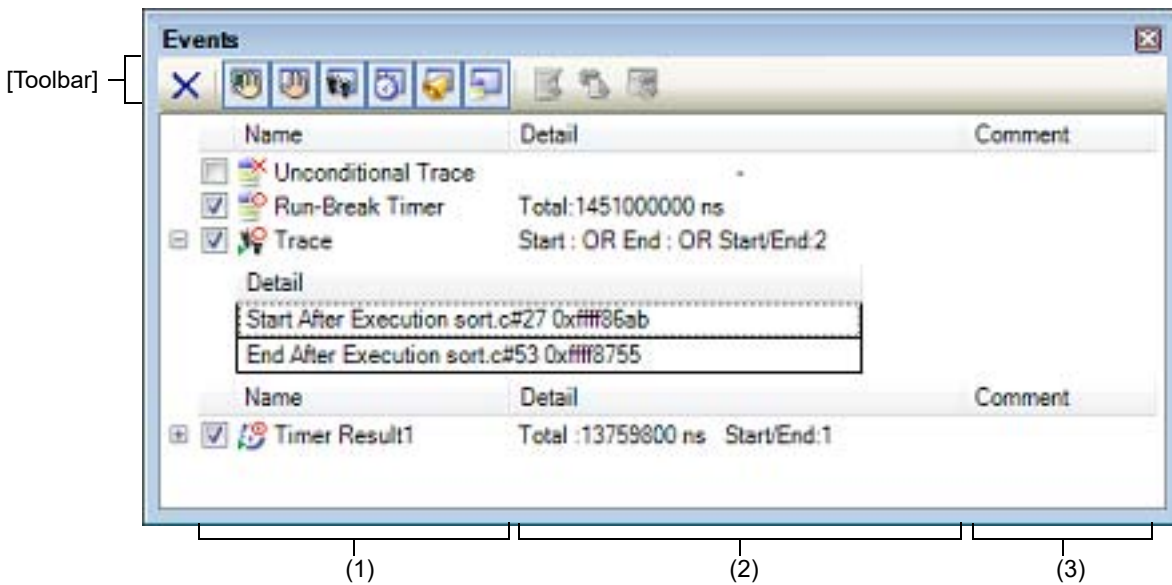 Events
[Toolbar]
Name Detail Comment
Unconditional Trace -
Run-Break Timer Total:1451000000 ns
Trace Start : OR End : OR Start/End:2
Detail
Start After Execution sort.c#27 0xffff86ab
End After Execution sort.c#53 0xffff8755
Name Detail Comment
Timer Result1 Total :13759800 ns Start/End:1
(1) (2) (3)